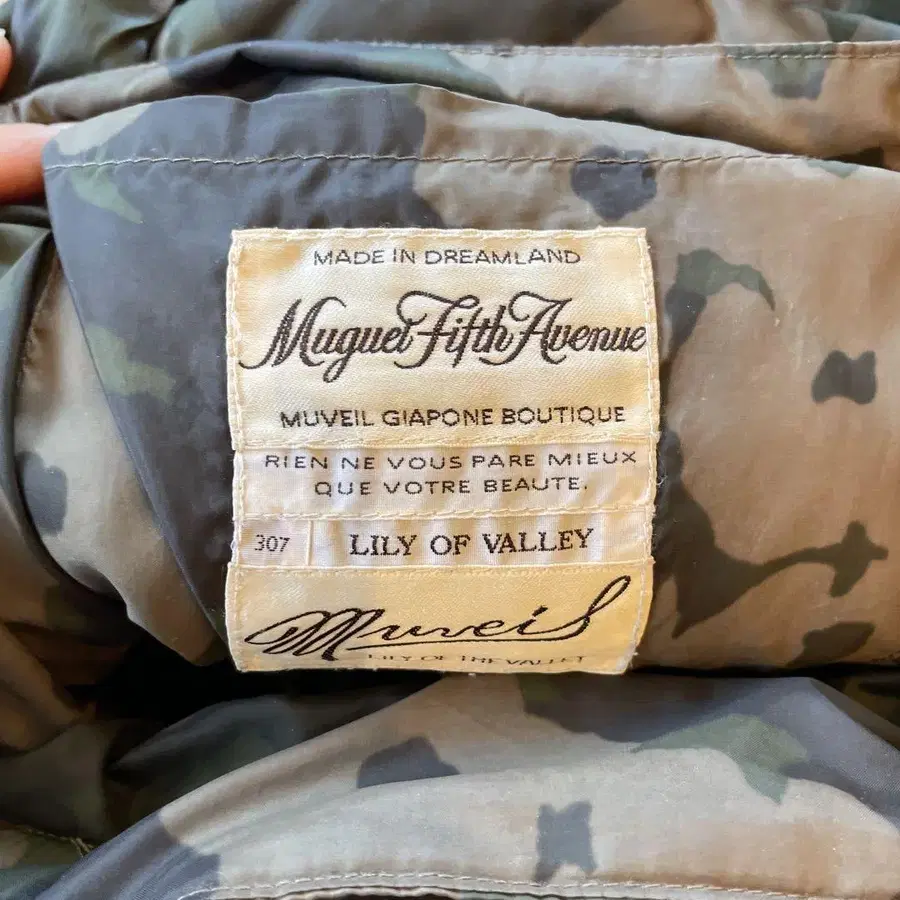 MADE IN DREAMLAND
Muguet Fifth Avenue
MUVEIL GIAPONE BOUTIQUE
RIEN NE VOUS PARE MIEUX
QUE VOTRE BEAUTE.
307 LILY OF VALLEY
Muveil
LILY OF THE VALLEY